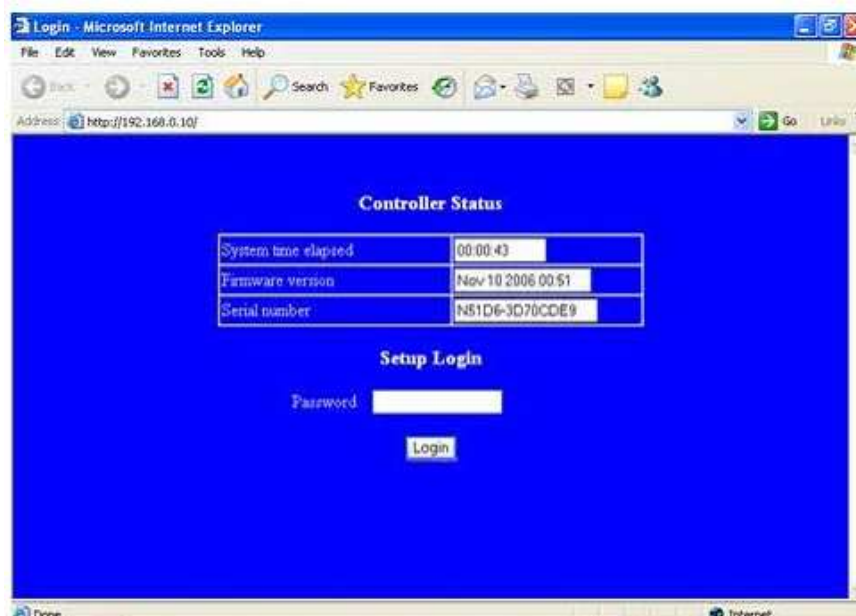 Login - Microsoft Internet Explorer
File Edit View Favorites Tools Help
Back Search Favorites
Address http://192.168.0.10/ Go Links
Controller Status
System time elapsed 00:00:43
Firmware version Nov 10 2006 00:51
Serial number N51D6-3D70CDE9
Setup Login
Password
Login
Done Internet